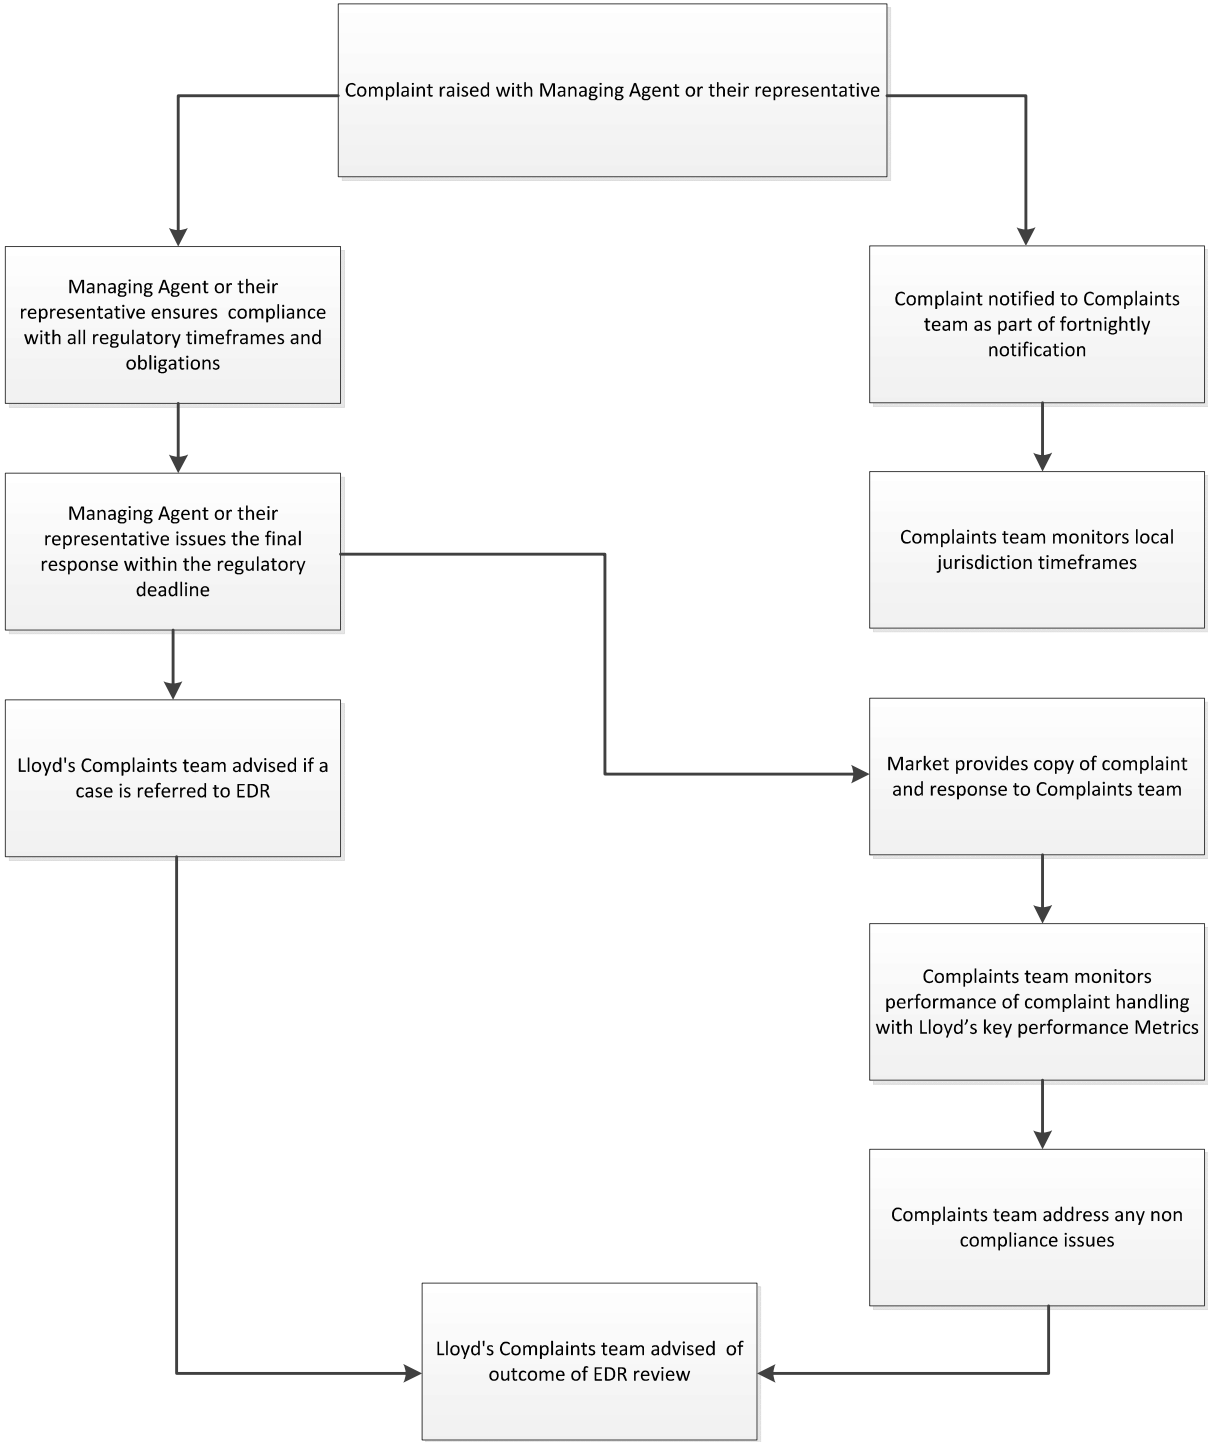 Complaint raised with Managing Agent or their representative
Managing Agent or their
representative ensures  compliance
with all regulatory timeframes and
obligations
Complaint notified to Complaints
team as part of fortnightly
notification
Managing Agent or their
representative issues the final
response within the regulatory
deadline
Complaints team monitors local
jurisdiction timeframes
Lloyd's Complaints team advised if a
case is referred to EDR
Market provides copy of complaint
and response to Complaints team
Complaints team monitors
performance of complaint handling
with Lloyd’s key performance Metrics
Complaints team address any non
compliance issues
Lloyd's Complaints team advised  of
outcome of EDR review